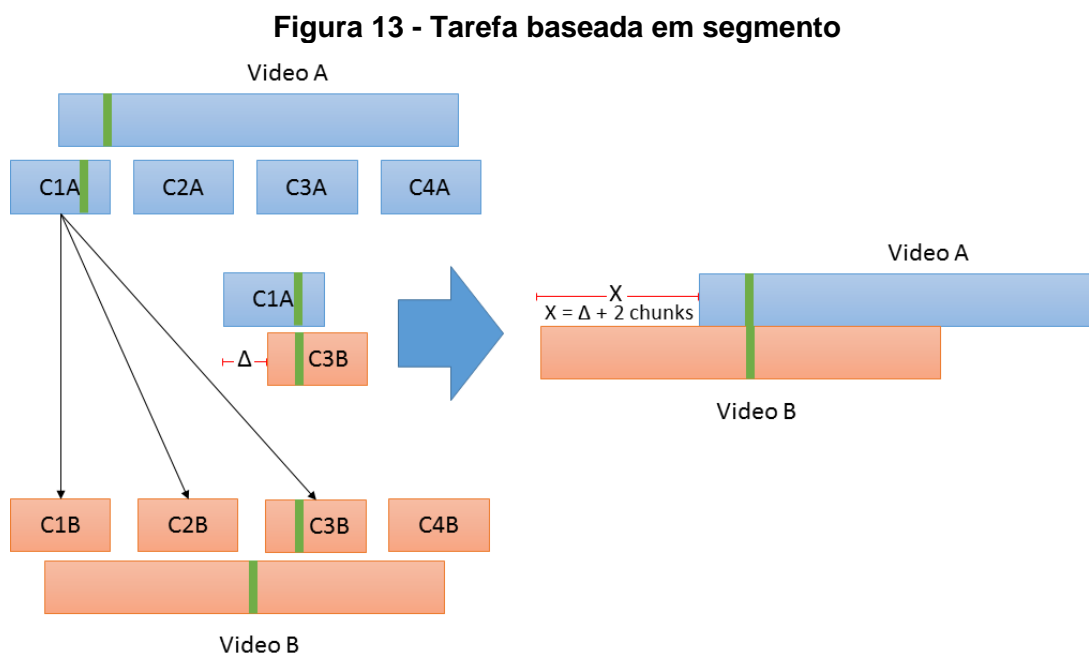 Figura 13 - Tarefa baseada em segmento
Video A
C1A
C2A
C3A
C4A
C1A
Δ
C3B
Video A
X
X = Δ + 2 chunks
Video B
C1B
C2B
C3B
C4B
Video B